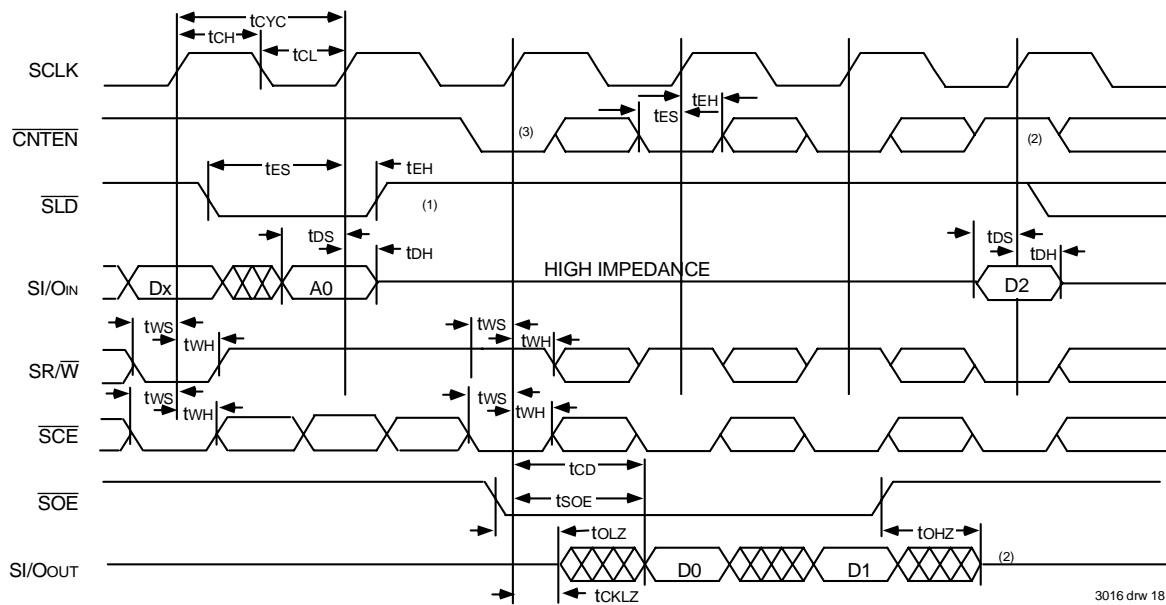 tCYC
tCH
tCL
SCLK
tEH
tES
CNTEN
(3)
(2)
tES
tEH
SLD
(1)
tDS
tDH
tDS
tDH
HIGH IMPEDANCE
SI/OIN
Dx
A0
D2
tWS
tWH
tWS
tWH
SR/W
tWS
tWH
tWS
tWH
SCE
tCD
SOE
tSOE
tOLZ
tOHZ
SI/OOUT
D0
D1
(2)
tCKLZ
3016 drw 18